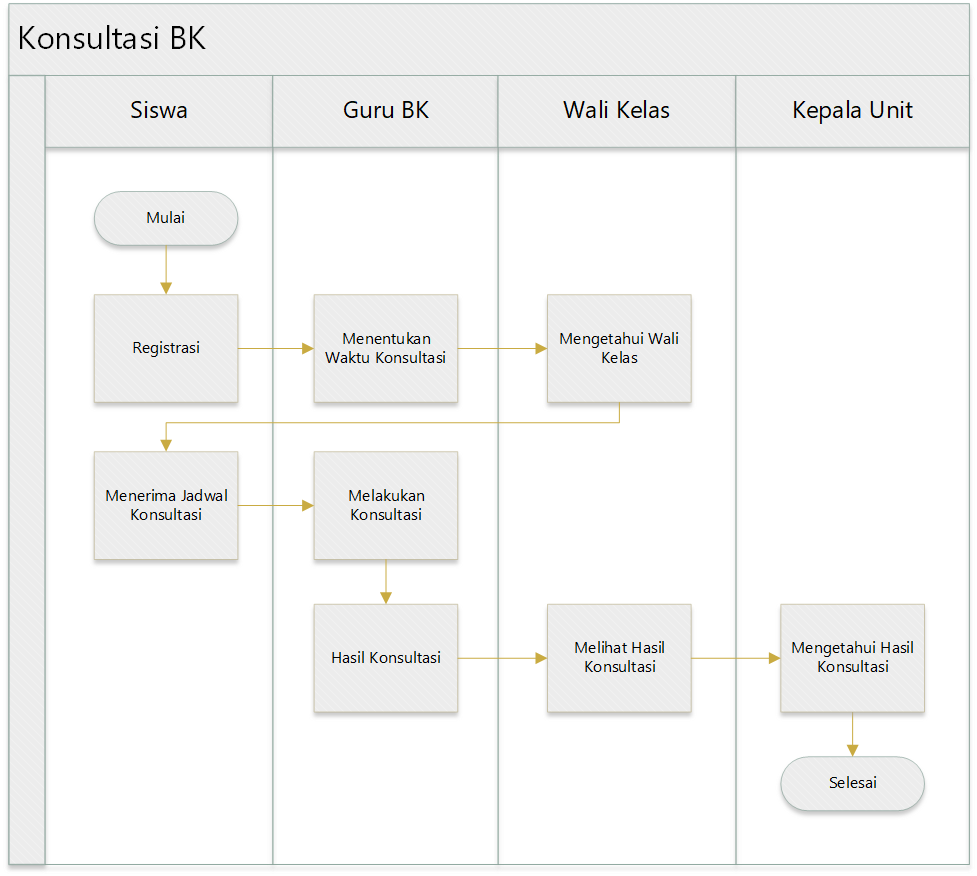 Konsultasi BK
Siswa
Guru BK
Wali Kelas
Kepala Unit
Mulai
Registrasi
Menentukan
Waktu Konsultasi
Mengetahui Wali
Kelas
Menerima Jadwal
Konsultasi
Melakukan
Konsultasi
Hasil Konsultasi
Melihat Hasil
Konsultasi
Mengetahui Hasil
Konsultasi
Selesai